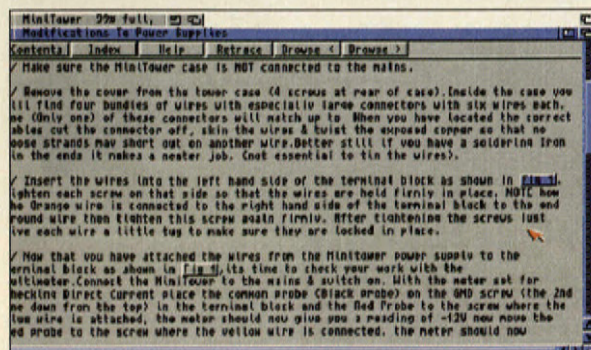 MiniTower 99% full,
Modifications To Power Supplies
Contents Index Help Retrace Browse < Browse >
/ Make sure the MiniTower case is NOT connected to the mains.
/ Remove the cover from the tower case (4 screws at rear of case).Inside the case you
ill find four bundles of wires with especially large connectors with six wires each.
ne (Only one) of these connectors will match up to When you have located the correct
ables cut the connector off, skin the wires & twist the exposed copper so that no
oose strands may short out on another wire.Better still if you have a soldering Iron
in the ends it makes a neater job. (not essential to tin the wires).
/ Insert the wires into the left hand side of the terminal block as shown in Fig 1,
ighten each screw on that side so that the wires are held firmly in place. NOTE how
he Orange wire is connected to the right hand side of the terminal black to the end
round wire then tighten this screw again firmly. After tightening the screws just
ive each wire a little tug to make sure they are locked in place.
/ Now that you have attached the wires from the Minitower power supply to the
erminal block as shown in Fig 1,its time to check your work with the
ultimeter.Connect the MiniTower to the mains & switch on. With the meter set for
hecking Direct Current place the common probe (Black probe) on the GND screw (the 2nd
ne down from the top) in the terminal black and the Red Probe to the screw where the
lue wire is attached, the meter should now give you a reading of -12V now move the
ed probe to the screw where the yellow wire is connected, the meter should now